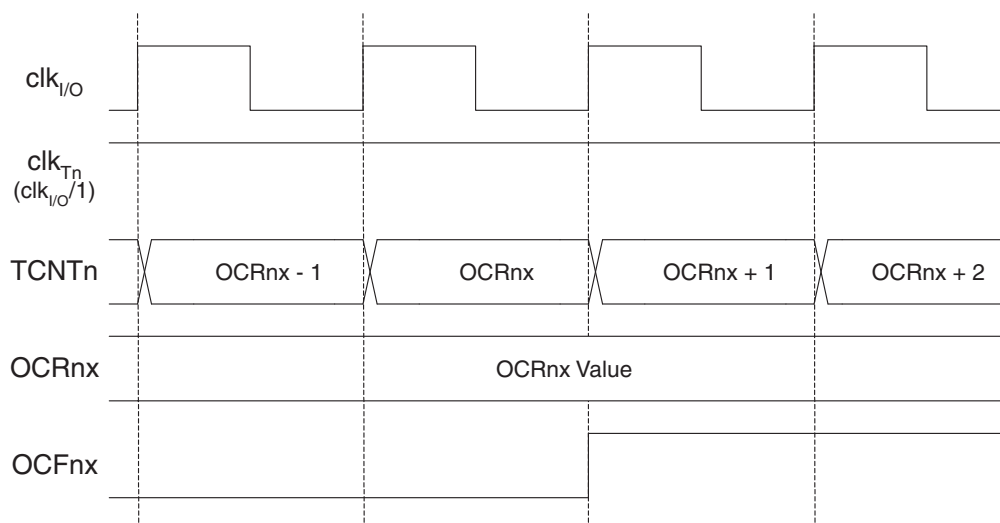 clkI/O
clkTn
(clkI/O/1)
TCNTn OCRnx - 1 OCRnx OCRnx + 1 OCRnx + 2
OCRnx OCRnx Value
OCFnx